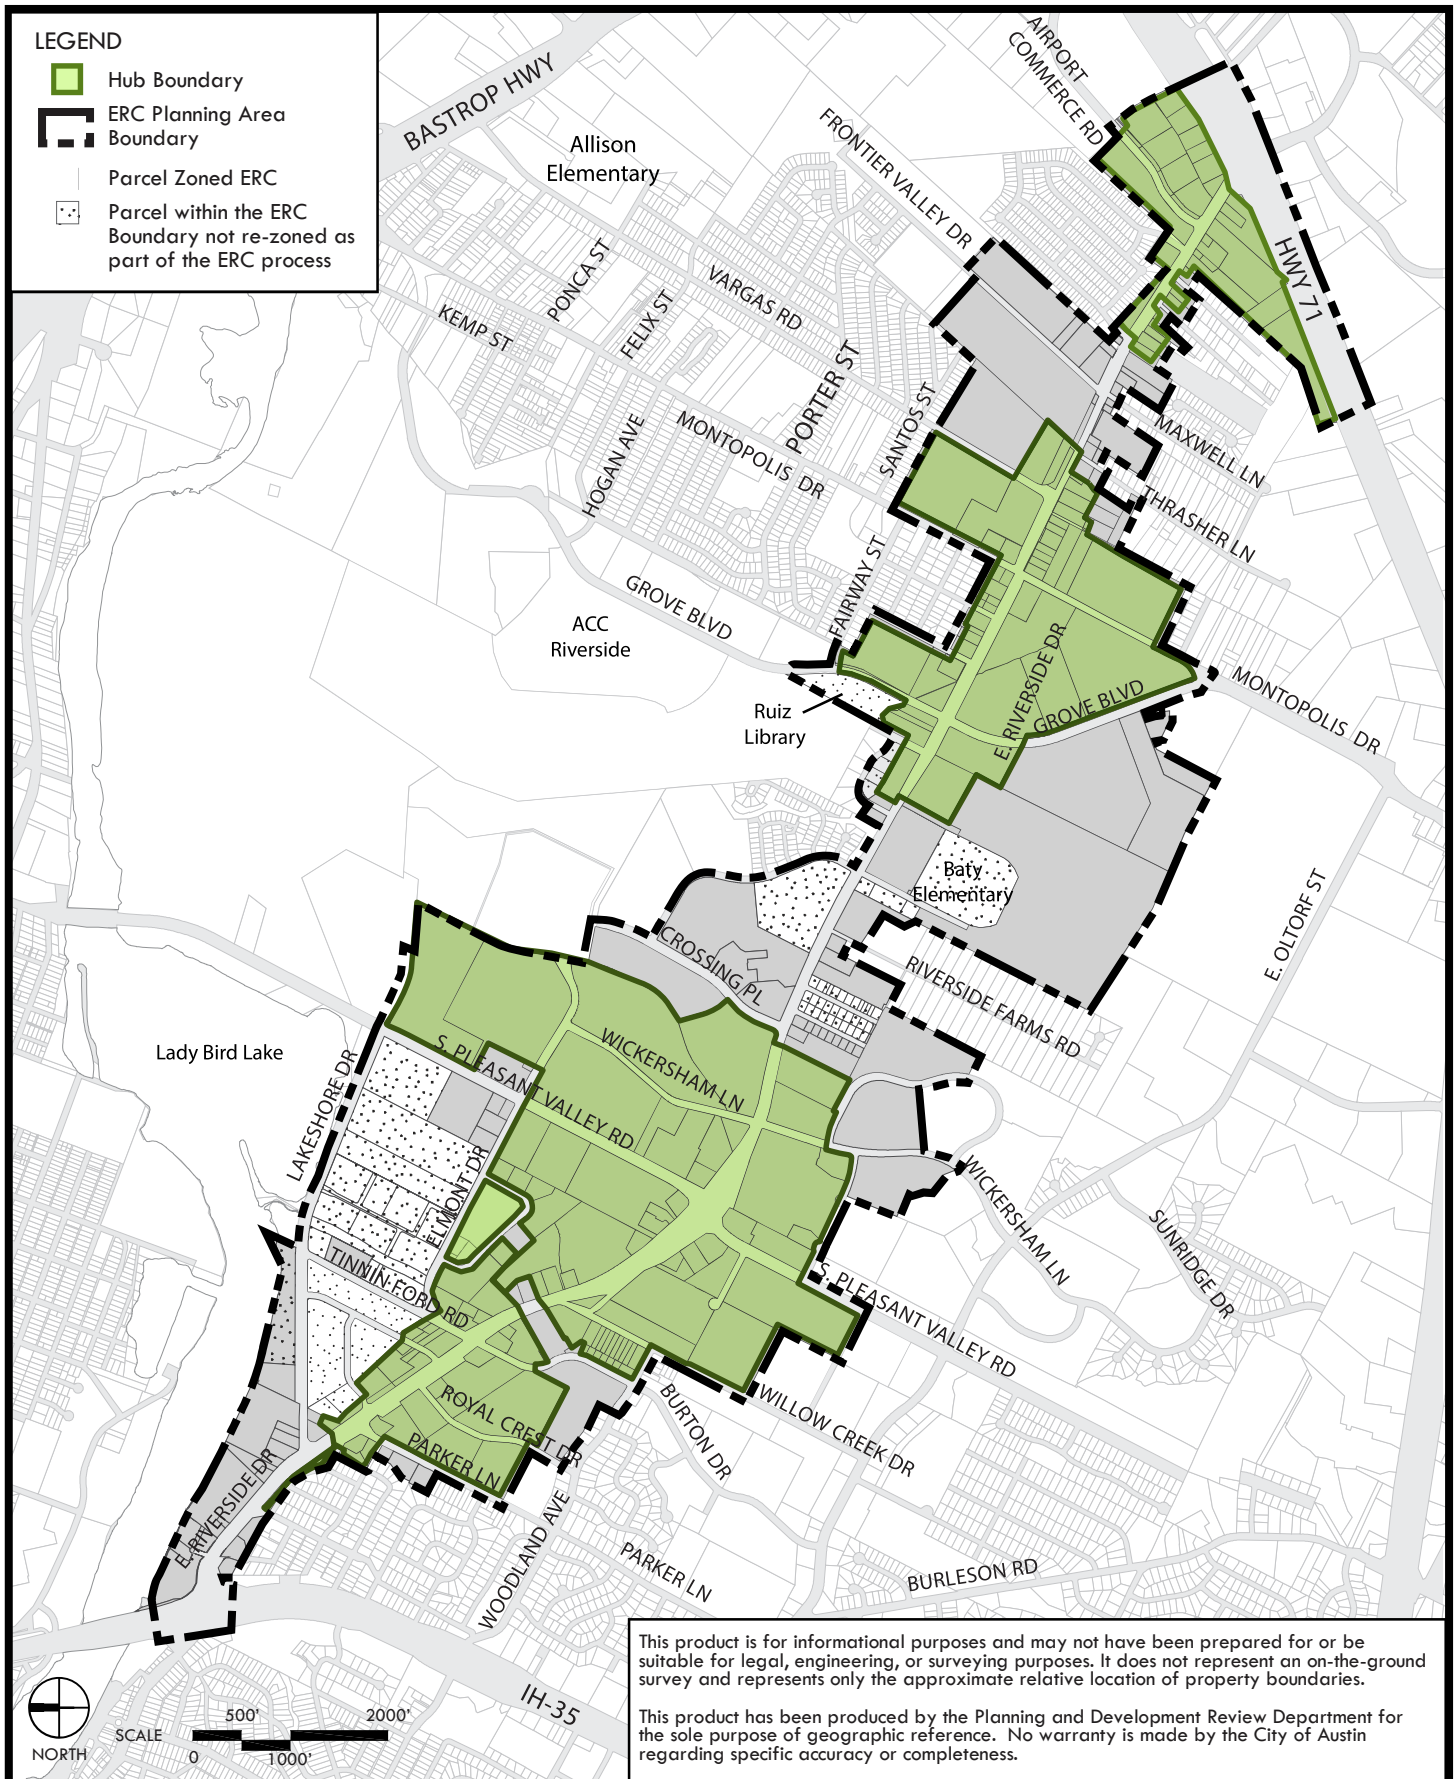 LEGEND
Hub Boundary
ERC Planning Area
Boundary
Parcel Zoned ERC
Parcel within the ERC
Boundary not re-zoned as
part of the ERC process
BASTROP HWY
AIRPORT
COMMERCE RD
Allison
Elementary
FRONTIER VALLEY DR
HWY 71
PONCA ST
VARGAS RD
KEMP ST
FELIX ST
PORTER ST
SANTOS ST
MONTOPOLIS DR
HOGAN AVE
MAXWELL LN
THRASHER LN
FAIRWAY ST
GROVE BLVD
ACC
Riverside
E. RIVERSIDE DR
GROVE BLVD
MONTOPOLIS DR
Ruiz
Library
Baty
Elementary
E. OLTORF ST
CROSSING PL
RIVERSIDE FARMS RD
Lady Bird Lake
S. PLEASANT VALLEY RD
WICKERSHAM LN
LAKESHORE DR
ELMONT DR
WICKERSHAM LN
SUNRIDGE DR
TINNIN FORD RD
S. PLEASANT VALLEY RD
ROYAL CREST DR
PARKER LN
BURTON DR
WILLOW CREEK DR
E. RIVERSIDE DR
WOODLAND AVE
PARKER LN
BURLESON RD
IH-35
NORTH
SCALE
500'
2000'
0
1000'
This product is for informational purposes and may not have been prepared for or be
suitable for legal, engineering, or surveying purposes. It does not represent an on-the-ground
survey and represents only the approximate relative location of property boundaries.
This product has been produced by the Planning and Development Review Department for
the sole purpose of geographic reference. No warranty is made by the City of Austin
regarding specific accuracy or completeness.